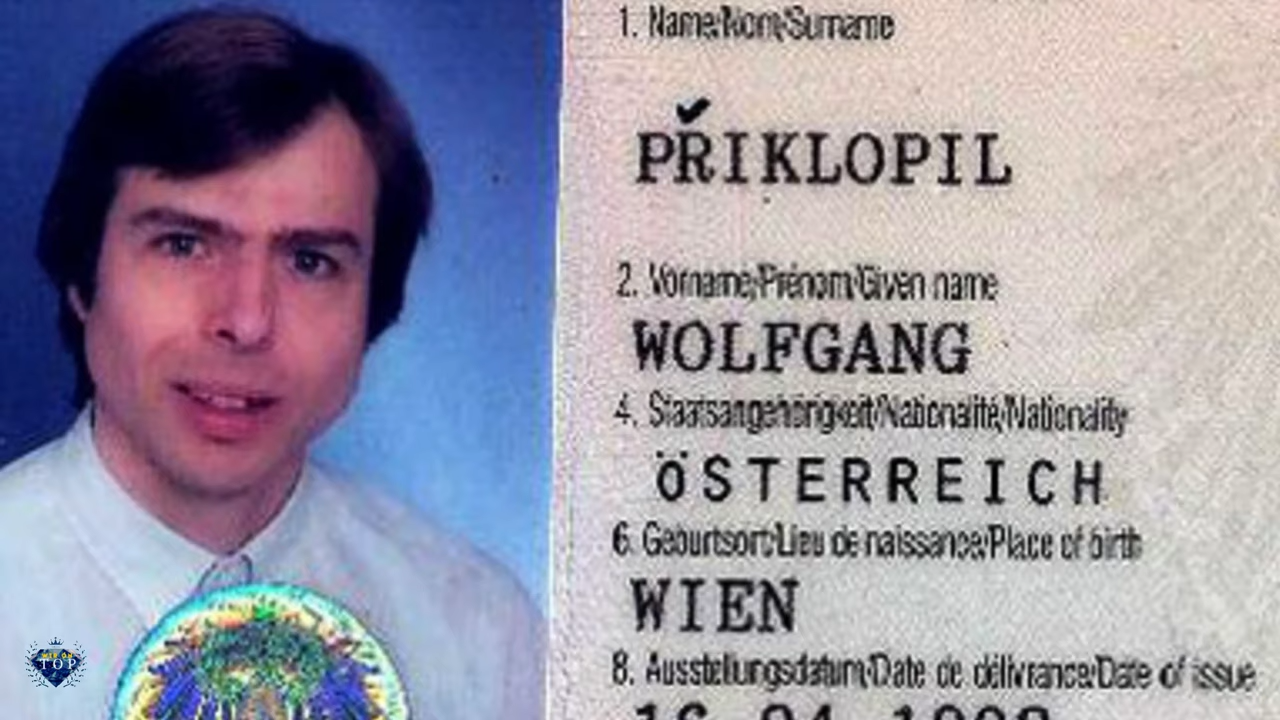 1. Name/Nom/Surname
PŘIKLOPIL
2. Vorname/Prénom/Given name
WOLFGANG
4. Staatsangehörigkeit/Nationalité/Nationality
ÖSTERREICH
6. Geburtsort/Lieu de naissance/Place of birth
WIEN
8. Ausstellungsdatum/Date de délivrance/Date of issue
TOP